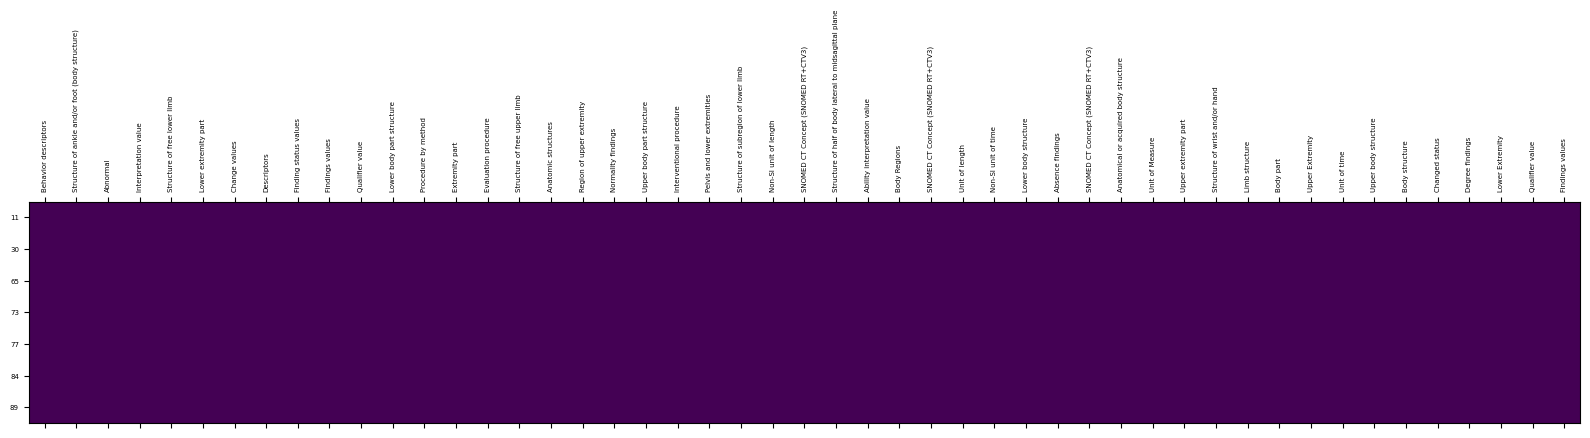 Behavior descriptors
Structure of ankle and/or foot (body structure)
Abnormal
Interpretation value
Structure of free lower limb
Lower extremity part
Change values
Descriptors
Finding status values
Findings values
Qualifier value
Lower body part structure
Procedure by method
Extremity part
Evaluation procedure
Structure of free upper limb
Anatomic structures
Region of upper extremity
Normality findings
Upper body part structure
Interventional procedure
Pelvis and lower extremities
Structure of subregion of lower limb
Non-SI unit of length
SNOMED CT Concept (SNOMED RT+CTV3)
Structure of half of body lateral to midsagittal plane
Ability interpretation value
Body Regions
SNOMED CT Concept (SNOMED RT+CTV3)
Unit of length
Non-SI unit of time
Lower body structure
Absence findings
SNOMED CT Concept (SNOMED RT+CTV3)
Anatomical or acquired body structure
Unit of Measure
Upper extremity part
Structure of wrist and/or hand
Limb structure
Body part
Upper Extremity
Unit of time
Upper body structure
Body structure
Changed status
Degree findings
Lower Extremity
Qualifier value
Findings values
11
30
65
73
77
84
89